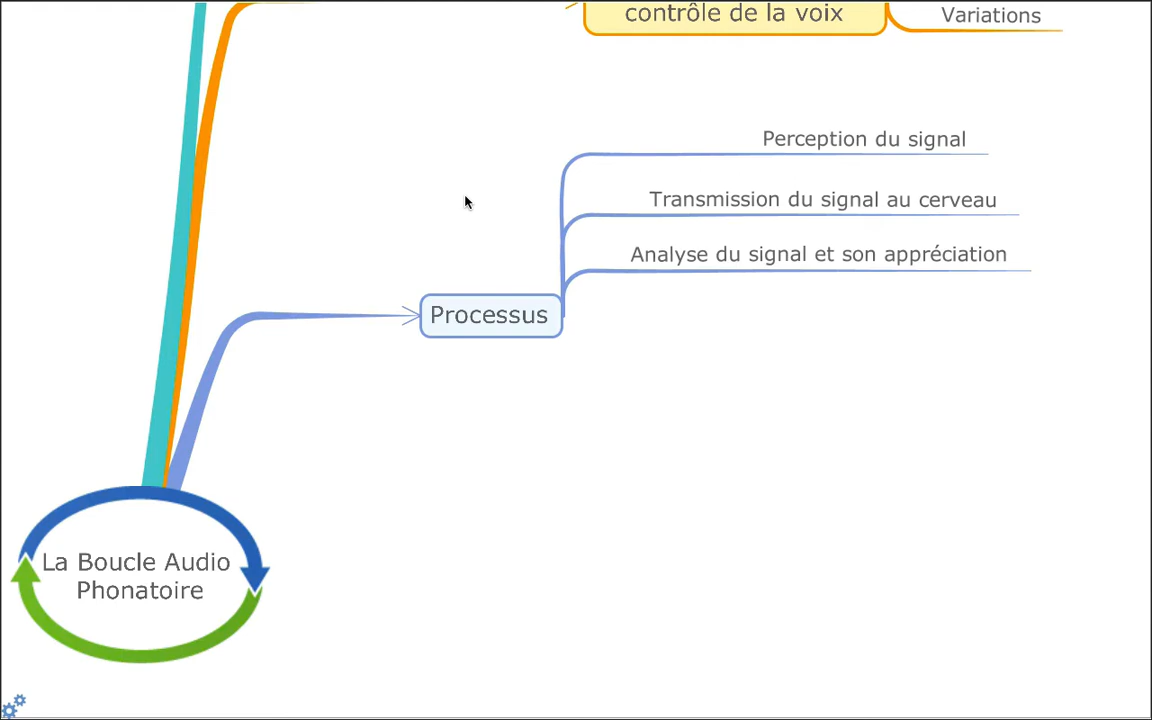 contrôle de la voix
Variations
Perception du signal
Transmission du signal au cerveau
Analyse du signal et son appréciation
Processus
La Boucle Audio
Phonatoire